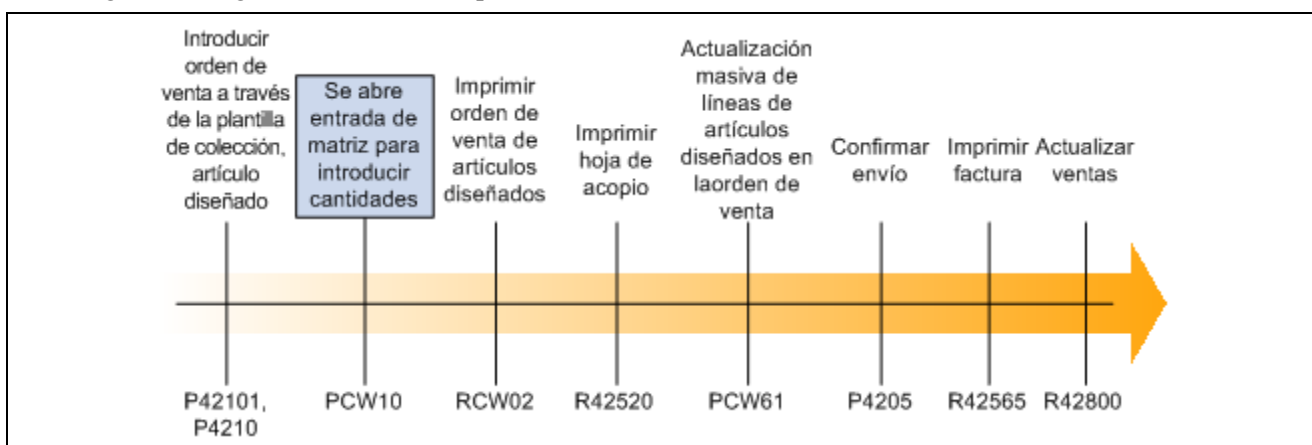 Introducir
orden de
venta a través
de la plantilla
de colección,
artículo
diseñado
Se abre
entrada de
matriz para
introducir
cantidades
Imprimir
orden de
venta de
artículos
diseñados
Imprimir
hoja de
acopio
Actualización
masiva de
líneas de
artículos
diseñados en
laorden de
venta
Confirmar
envío
Imprimir
factura
Actualizar
ventas
P42101,
P4210
PCW10
RCW02
R42520
PCW61
P4205
R42565
R42800